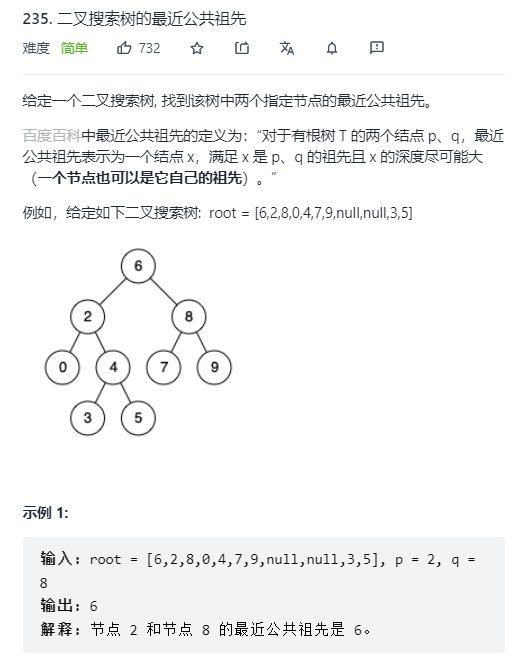 235. 二叉搜索树的最近公共祖先
难度 简单 732 文A
给定一个二叉搜索树, 找到该树中两个指定节点的最近公共祖先。
百度百科中最近公共祖先的定义为：“对于有根树 T 的两个结点 p、q，最近
公共祖先表示为一个结点 x，满足 x 是 p、q 的祖先且 x 的深度尽可能大
（一个节点也可以是它自己的祖先）。”
例如，给定如下二叉搜索树: root = [6,2,8,0,4,7,9,null,null,3,5]
6
2 8
0 4 7 9
3 5
示例 1:
输入: root = [6,2,8,0,4,7,9,null,null,3,5], p = 2, q =
8
输出: 6
解释: 节点 2 和节点 8 的最近公共祖先是 6。